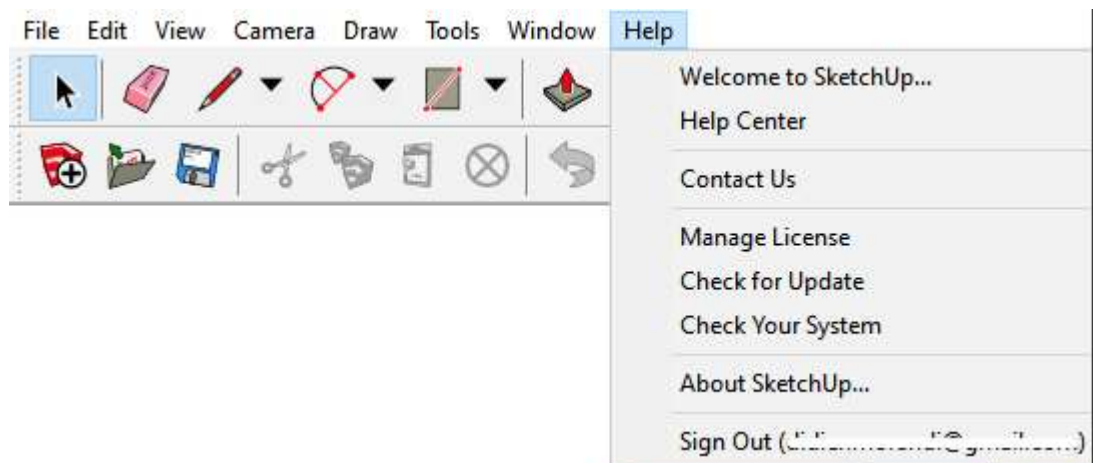 File Edit View Camera Draw Tools Window Help
Welcome to SketchUp...
Help Center
Contact Us
Manage License
Check for Update
Check Your System
About SketchUp...
Sign Out (